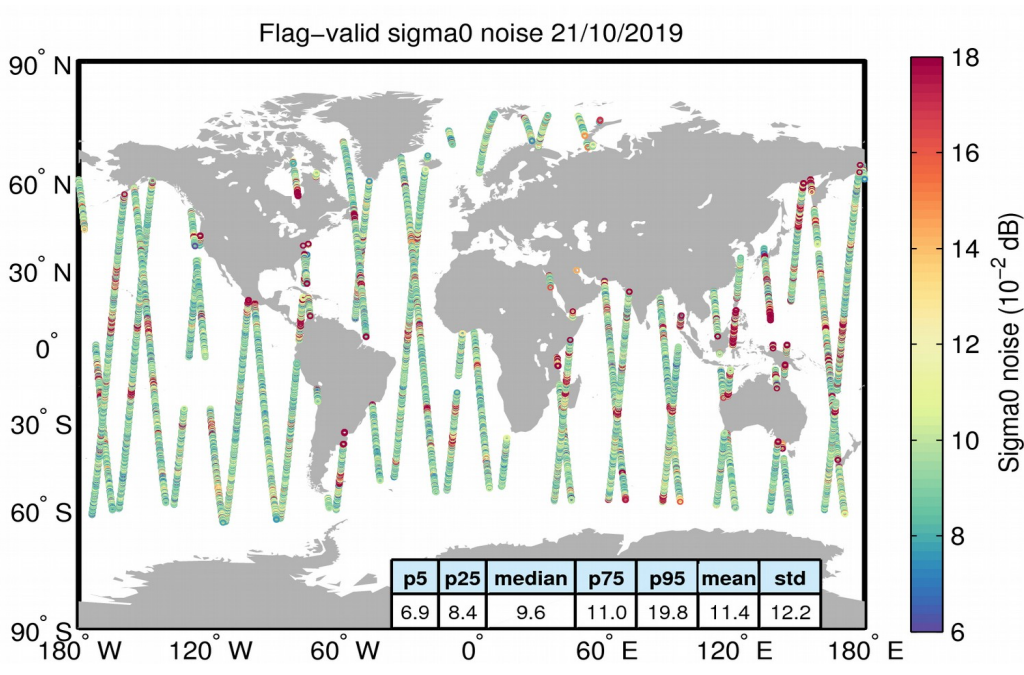 Flag−valid sigma0 noise 21/10/2019
90° N
60° N
30° N
0°
30° S
60° S
90° S
180° W
120° W
60° W
0°
60° E
120° E
180° E
p5 p25 median p75 p95 mean std
6.9 8.4 9.6 11.0 19.8 11.4 12.2
18
16
14
12
10
8
6
Sigma0 noise (10⁻² dB)